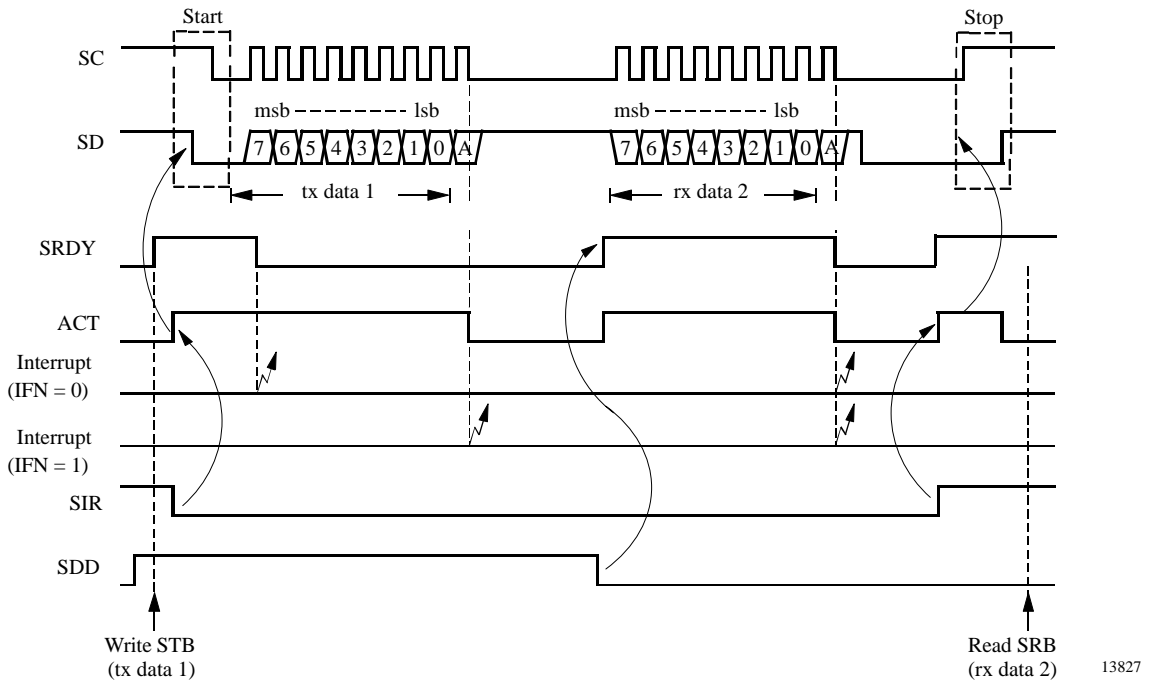 Start
Stop
SC
msb lsb
msb lsb
SD
7 6 5 4 3 2 1 0 A
7 6 5 4 3 2 1 0 A
tx data 1
rx data 2
SRDY
ACT
Interrupt
(IFN = 0)
Interrupt
(IFN = 1)
SIR
SDD
Write STB
(tx data 1)
Read SRB
(rx data 2)
13827